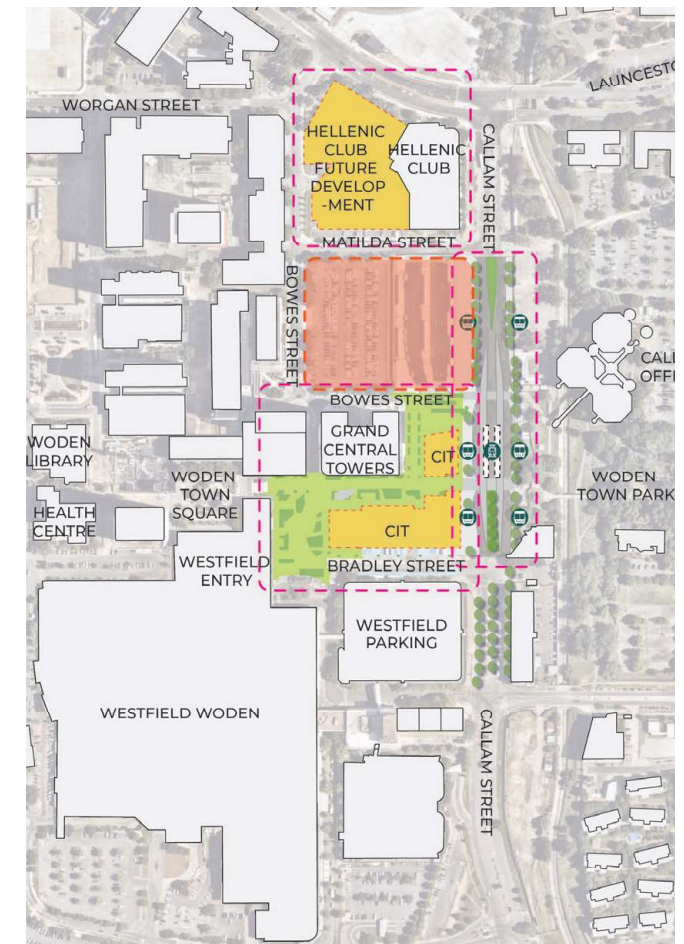 WORGAN STREET
LAUNCESTO
HELLENIC
CLUB
FUTURE
DEVELOP
-MENT
HELLENIC
CLUB
CALLAM STREET
MATILDA STREET
BOWES STREET
BOWES STREET
CALL
OFFI
GRAND
CENTRAL
TOWERS
CIT
WODEN
LIBRARY
WODEN
TOWN
SQUARE
WODEN
TOWN PARK
HEALTH
CENTRE
CIT
WESTFIELD
ENTRY
BRADLEY STREET
WESTFIELD
PARKING
WESTFIELD WODEN
CALLAM STREET